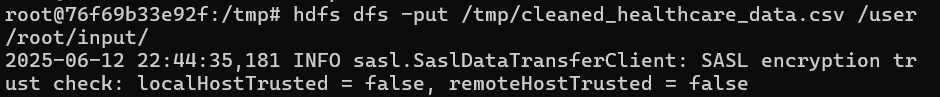 root@76f69b33e92f:/tmp# hdfs dfs -put /tmp/cleaned_healthcare_data.csv /user
/root/input/
2025-06-12 22:44:35,181 INFO sasl.SaslDataTransferClient: SASL encryption tr
ust check: localHostTrusted = false, remoteHostTrusted = false